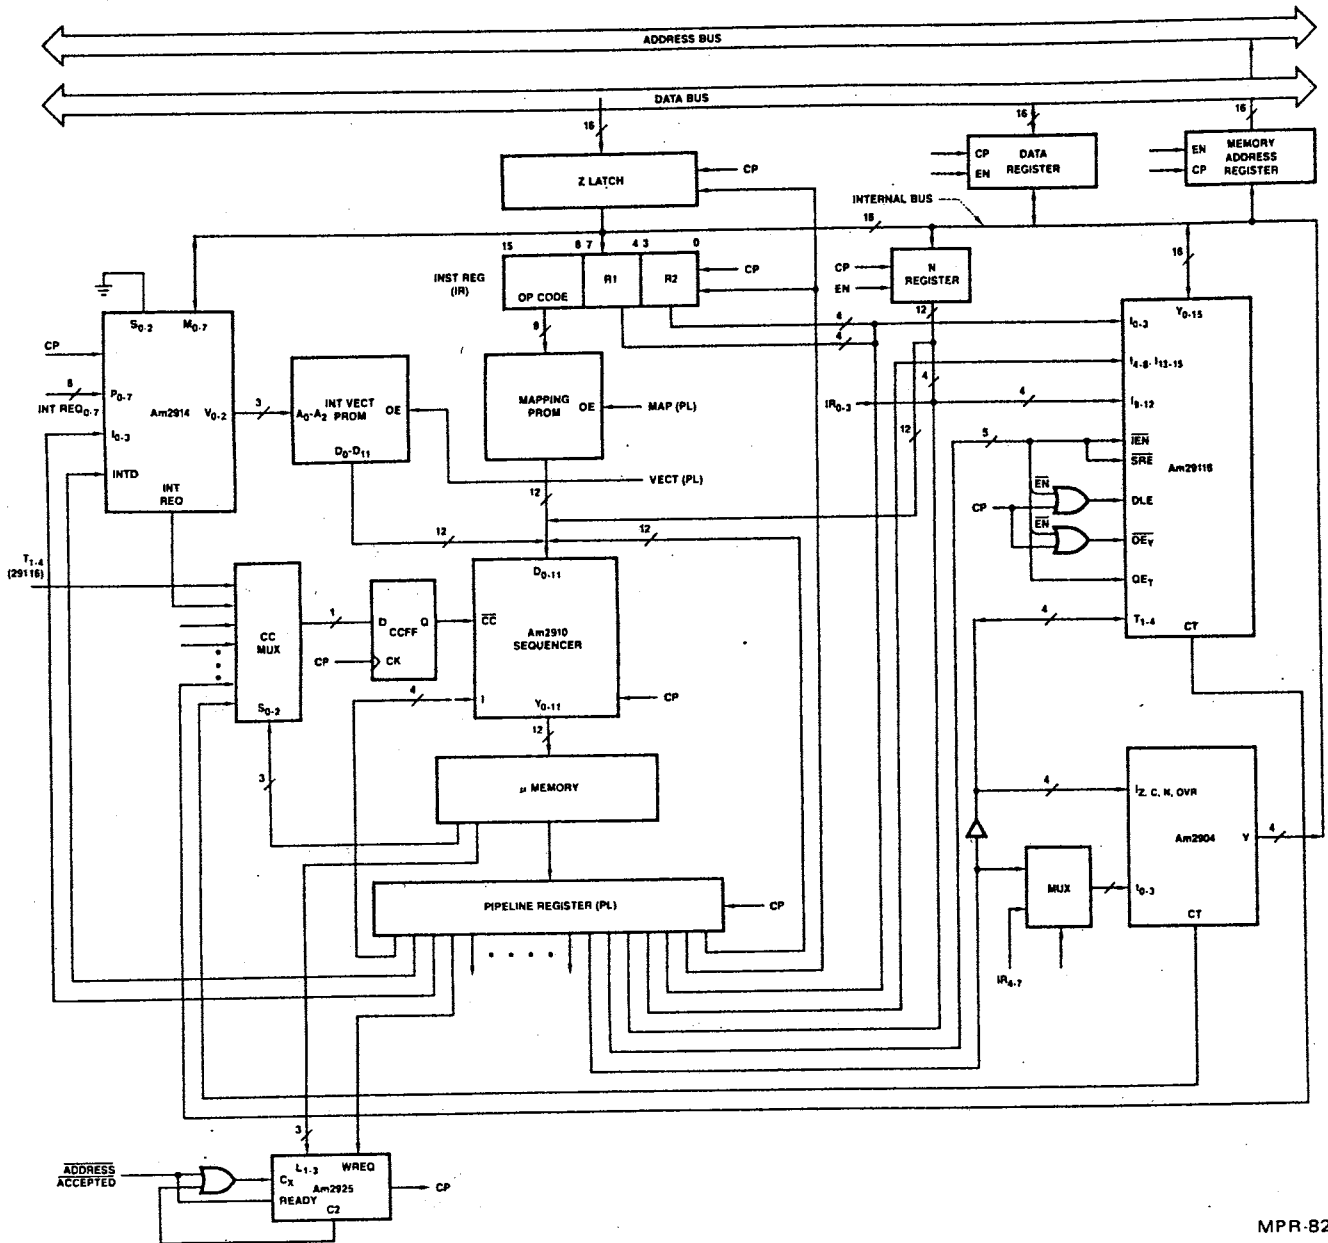 ADDRESS BUS
DATA BUS
16
16
16
Z LATCH
CP
CP
EN
DATA
REGISTER
EN
CP
MEMORY
ADDRESS
REGISTER
INTERNAL BUS
16
15
8 7
4 3
0
INST REG
(IR)
OP CODE
R1
R2
CP
CP
EN
N
REGISTER
16
9
12
4
4
S0-2
M0-7
CP
8
P0-7
INT REQ0-7
Am2914
V0-2
3
I0-3
INTD
INT
REQ
A0-A2
INT VECT
PROM
OE
D0-D11
MAPPING
PROM
OE
MAP (PL)
VECT (PL)
12
12
12
12
4
IR0-3
4
5
Y0-15
I0-3
I4-8, I13-15
I9-12
IEN
SRE
Am29116
EN
DLE
CP
EN
OEY
OET
4
T1-4
CT
T1-4
(29116)
CC
MUX
S0-2
1
D
CCFF
Q
CP
CK
D0-11
CC
Am2910
SEQUENCER
4
I
Y0-11
CP
12
3
μ MEMORY
PIPELINE REGISTER (PL)
CP
4
IZ, C, N, OVR
Am2904
Y
4
MUX
I0-3
CT
IR4-7
3
ADDRESS
ACCEPTED
CX
L1-3
WREQ
Am2925
READY
C2
CP
MPR-82